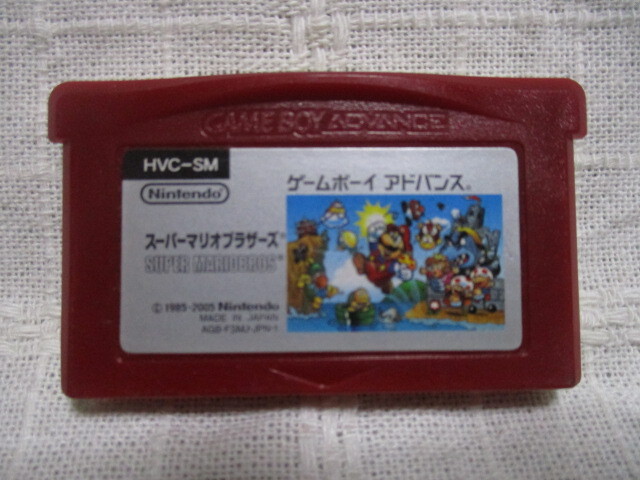 GAME BOY ADVANCE
HVC-SM
Nintendo
ゲームボーイ アドバンス®
スーパーマリオブラザーズ®
SUPER MARIOBROS®
© 1985-2005 Nintendo
MADE IN JAPAN
AGB-FSMJ-JPN-1